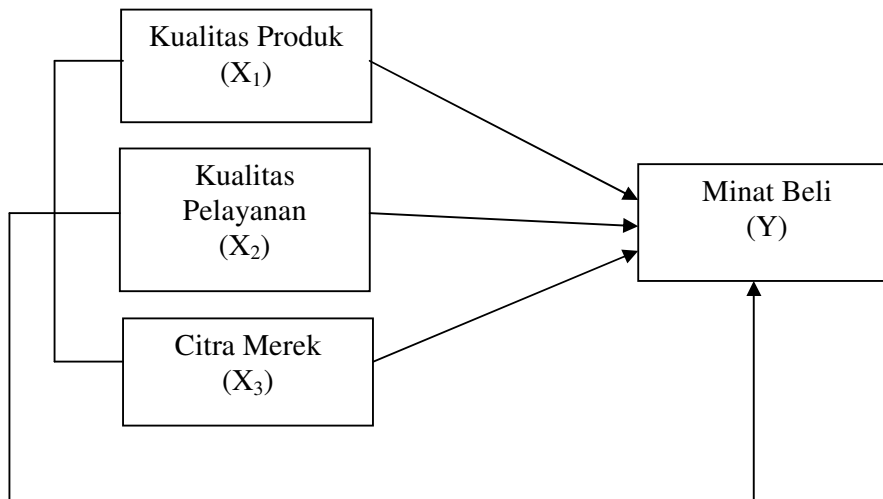 Kualitas Produk
(X₁)
Kualitas
Pelayanan
(X₂)
Citra Merek
(X₃)
Minat Beli
(Y)